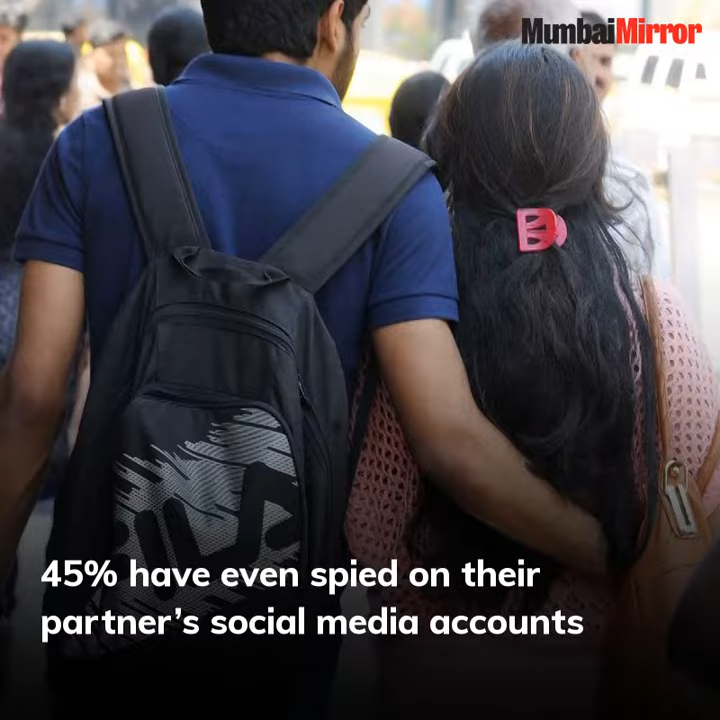 MumbaiMirror
45% have even spied on their
partner's social media accounts